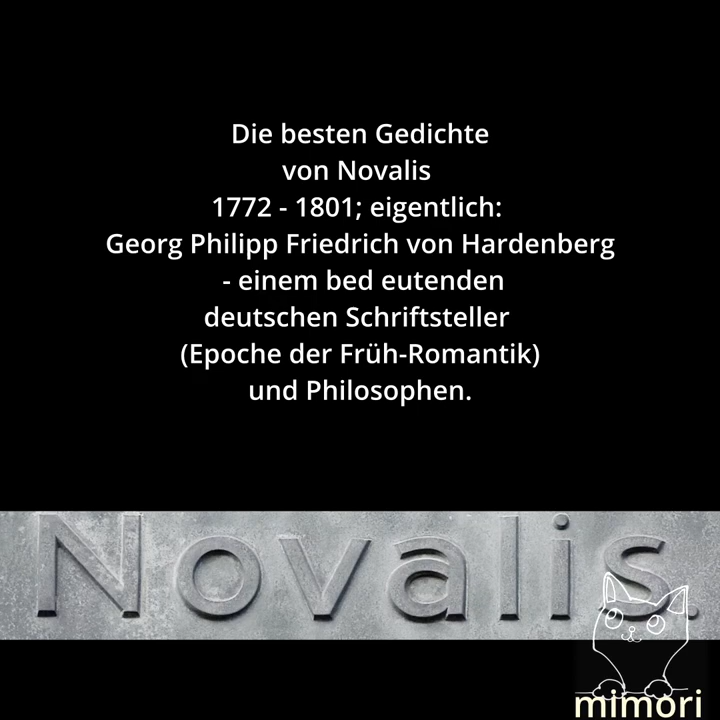 Die besten Gedichte
von Novalis
1772 - 1801; eigentlich:
Georg Philipp Friedrich von Hardenberg
- einem bed eutenden
deutschen Schriftsteller
(Epoche der Früh-Romantik)
und Philosophen.
Novalis.
mimori